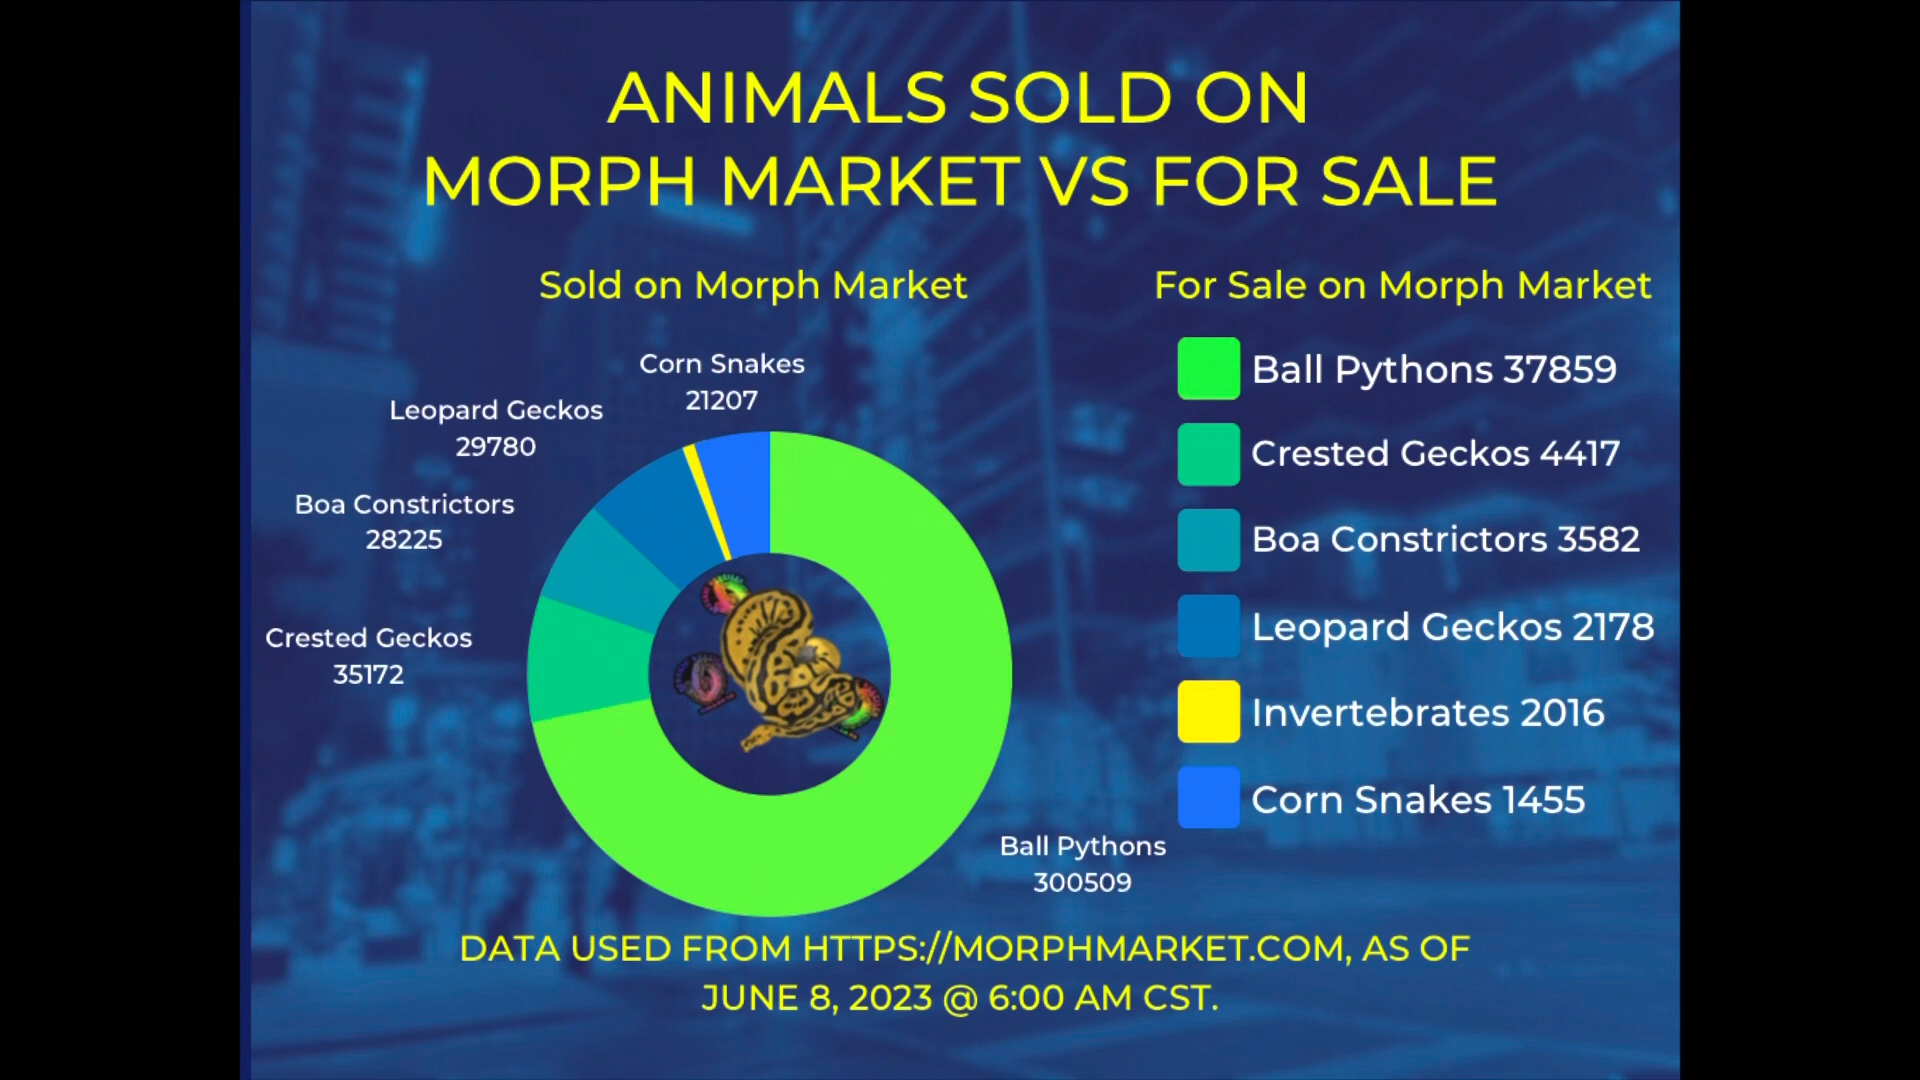 ANIMALS SOLD ON
MORPH MARKET VS FOR SALE
Sold on Morph Market
Corn Snakes
21207
Leopard Geckos
29780
Boa Constrictors
28225
Crested Geckos
35172
Ball Pythons
300509
For Sale on Morph Market
Ball Pythons 37859
Crested Geckos 4417
Boa Constrictors 3582
Leopard Geckos 2178
Invertebrates 2016
Corn Snakes 1455
DATA USED FROM HTTPS://MORPHMARKET.COM, AS OF
JUNE 8, 2023 @ 6:00 AM CST.